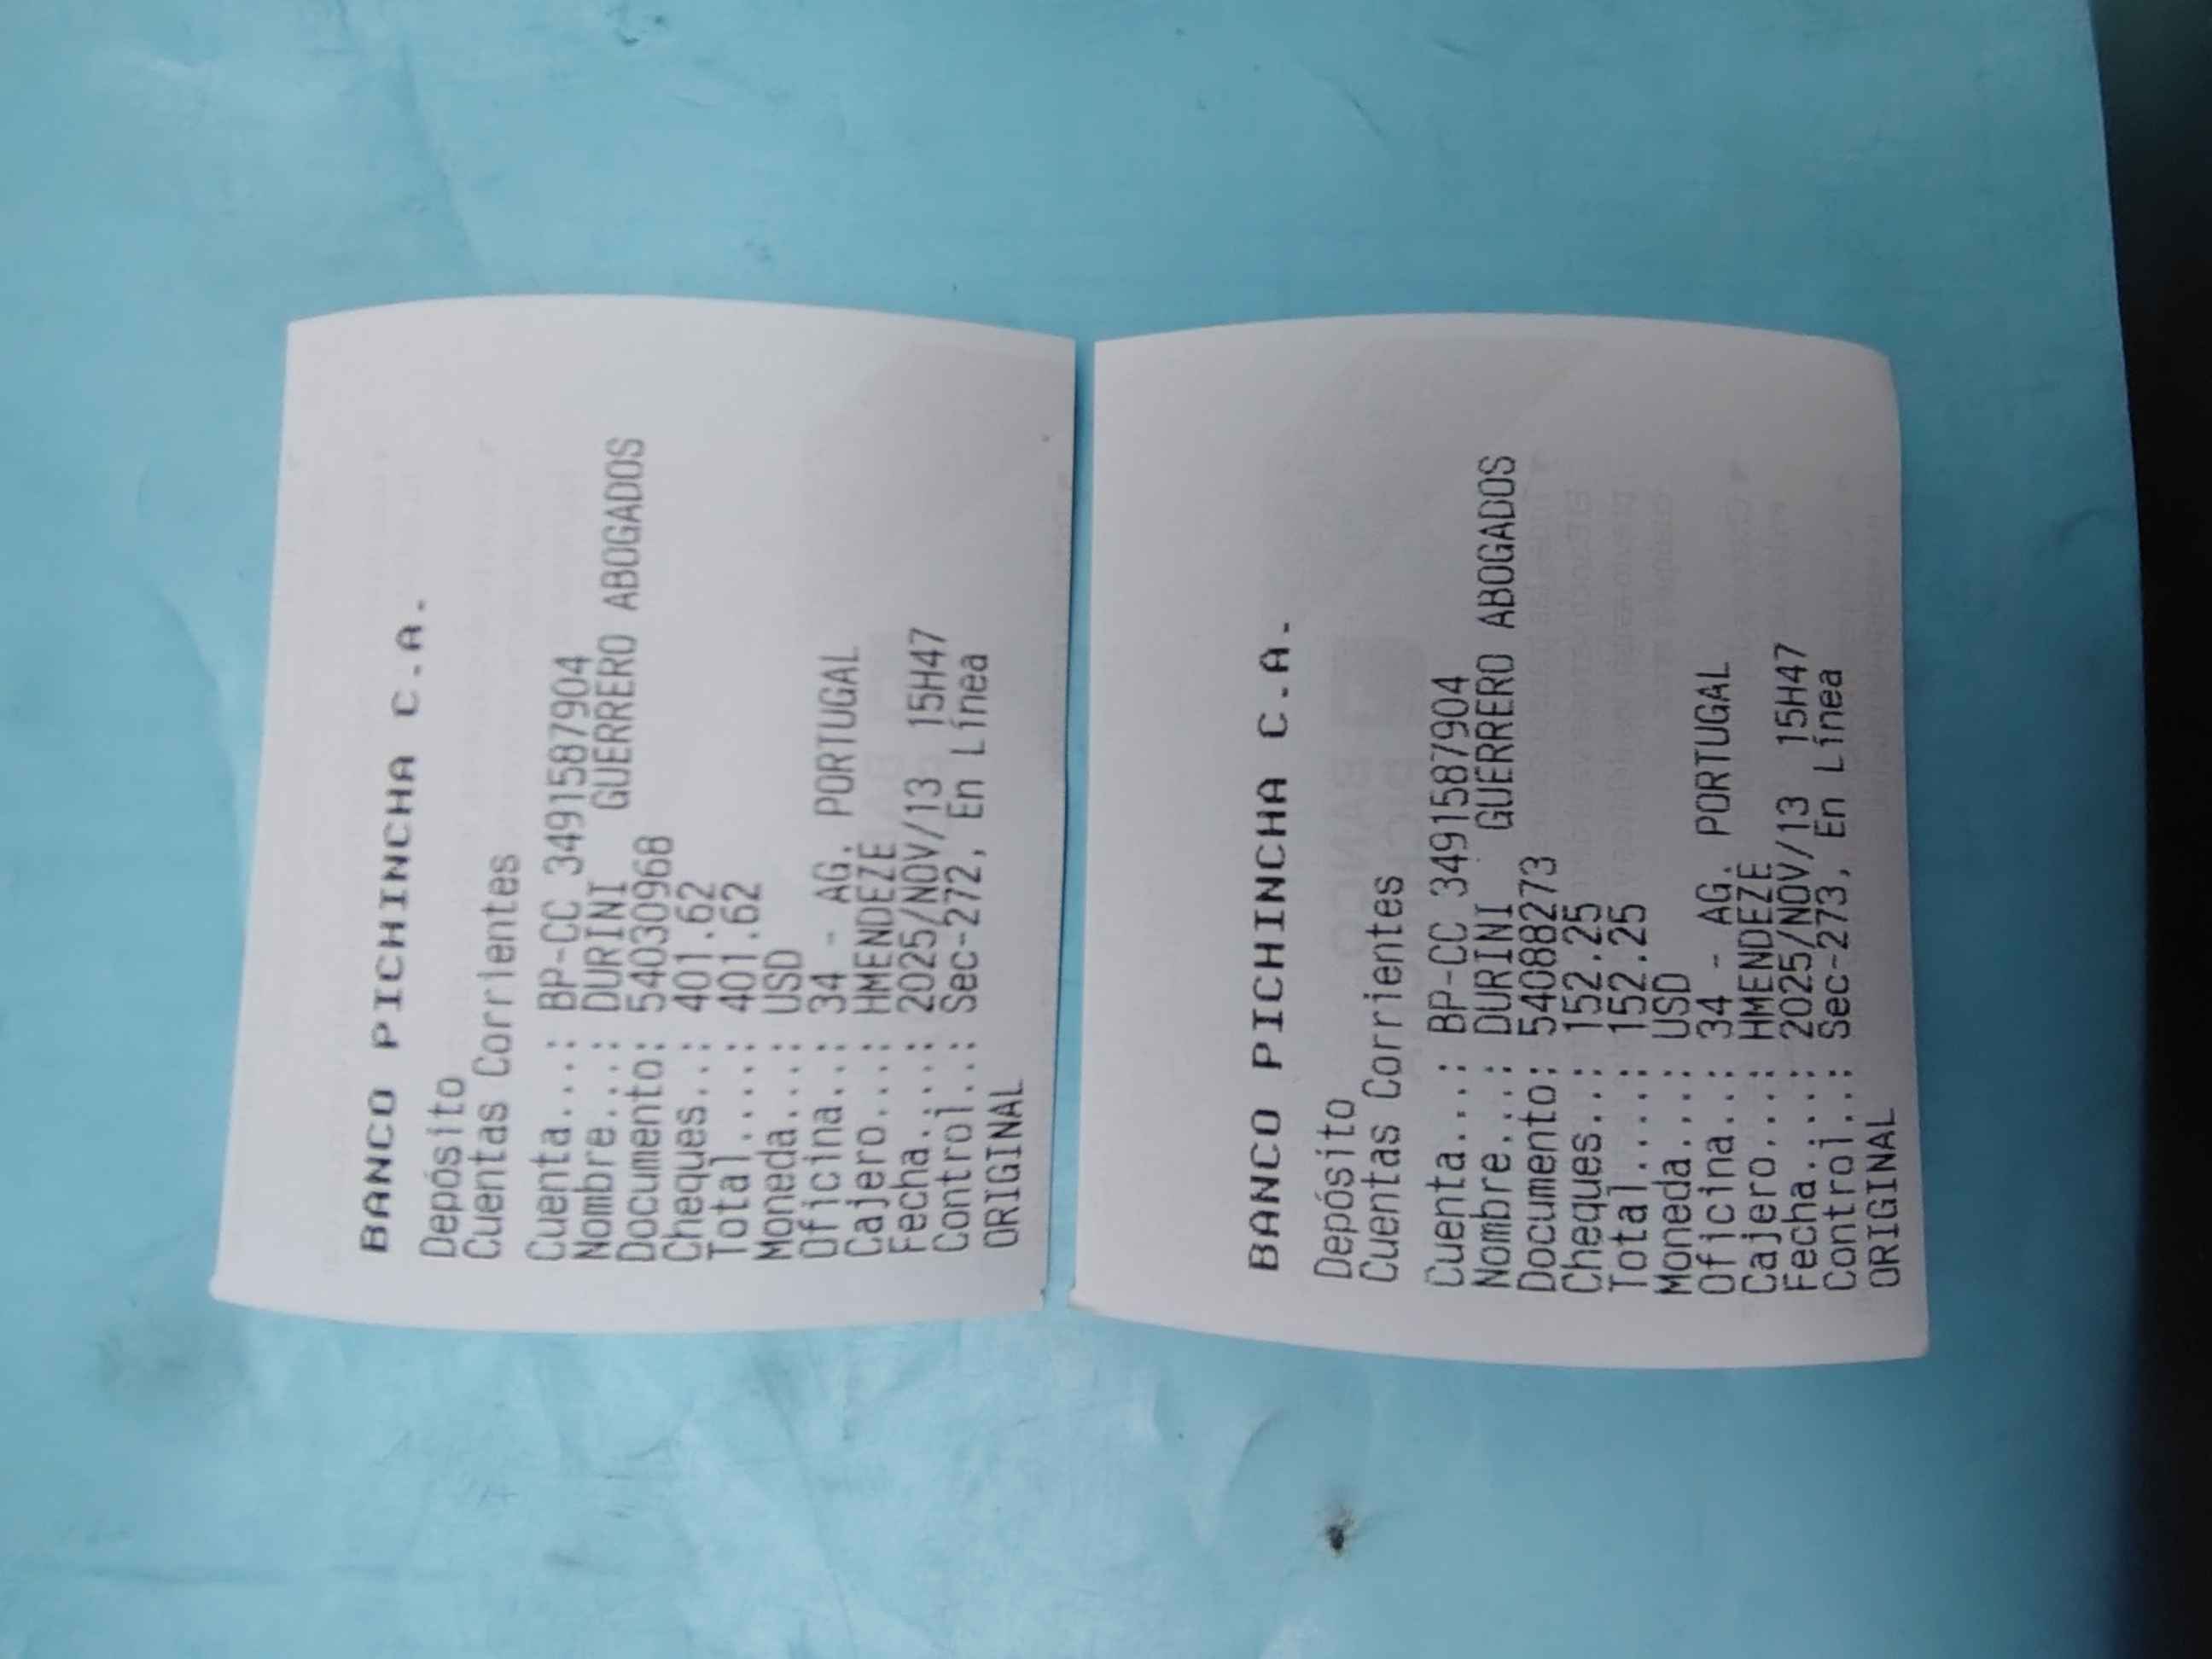 BANCO PICHINCHA C.A.
Depósito
Cuentas Corrientes
Cuenta...: BP-CC 3491587904
Nombre...: DURINI GUERRERO ABOGADOS
Documento: 540303968
Cheques..: 401.62
Total....: 401.62
Moneda...: USD
Oficina..: 34 - AG. PORTUGAL
Cajero...: HMENDEZE
Fecha....: 2025/NOV/13 15H47
Control..: Sec-272, En Línea
ORIGINAL
BANCO PICHINCHA C.A.
Depósito
Cuentas Corrientes
Cuenta...: BP-CC 3491587904
Nombre...: DURINI GUERRERO ABOGADOS
Documento: 540888273
Cheques..: 152.25
Total....: 152.25
Moneda...: USD
Oficina..: 34 - AG. PORTUGAL
Cajero...: HMENDEZE
Fecha....: 2025/NOV/13 15H47
Control..: Sec-273, En Línea
ORIGINAL